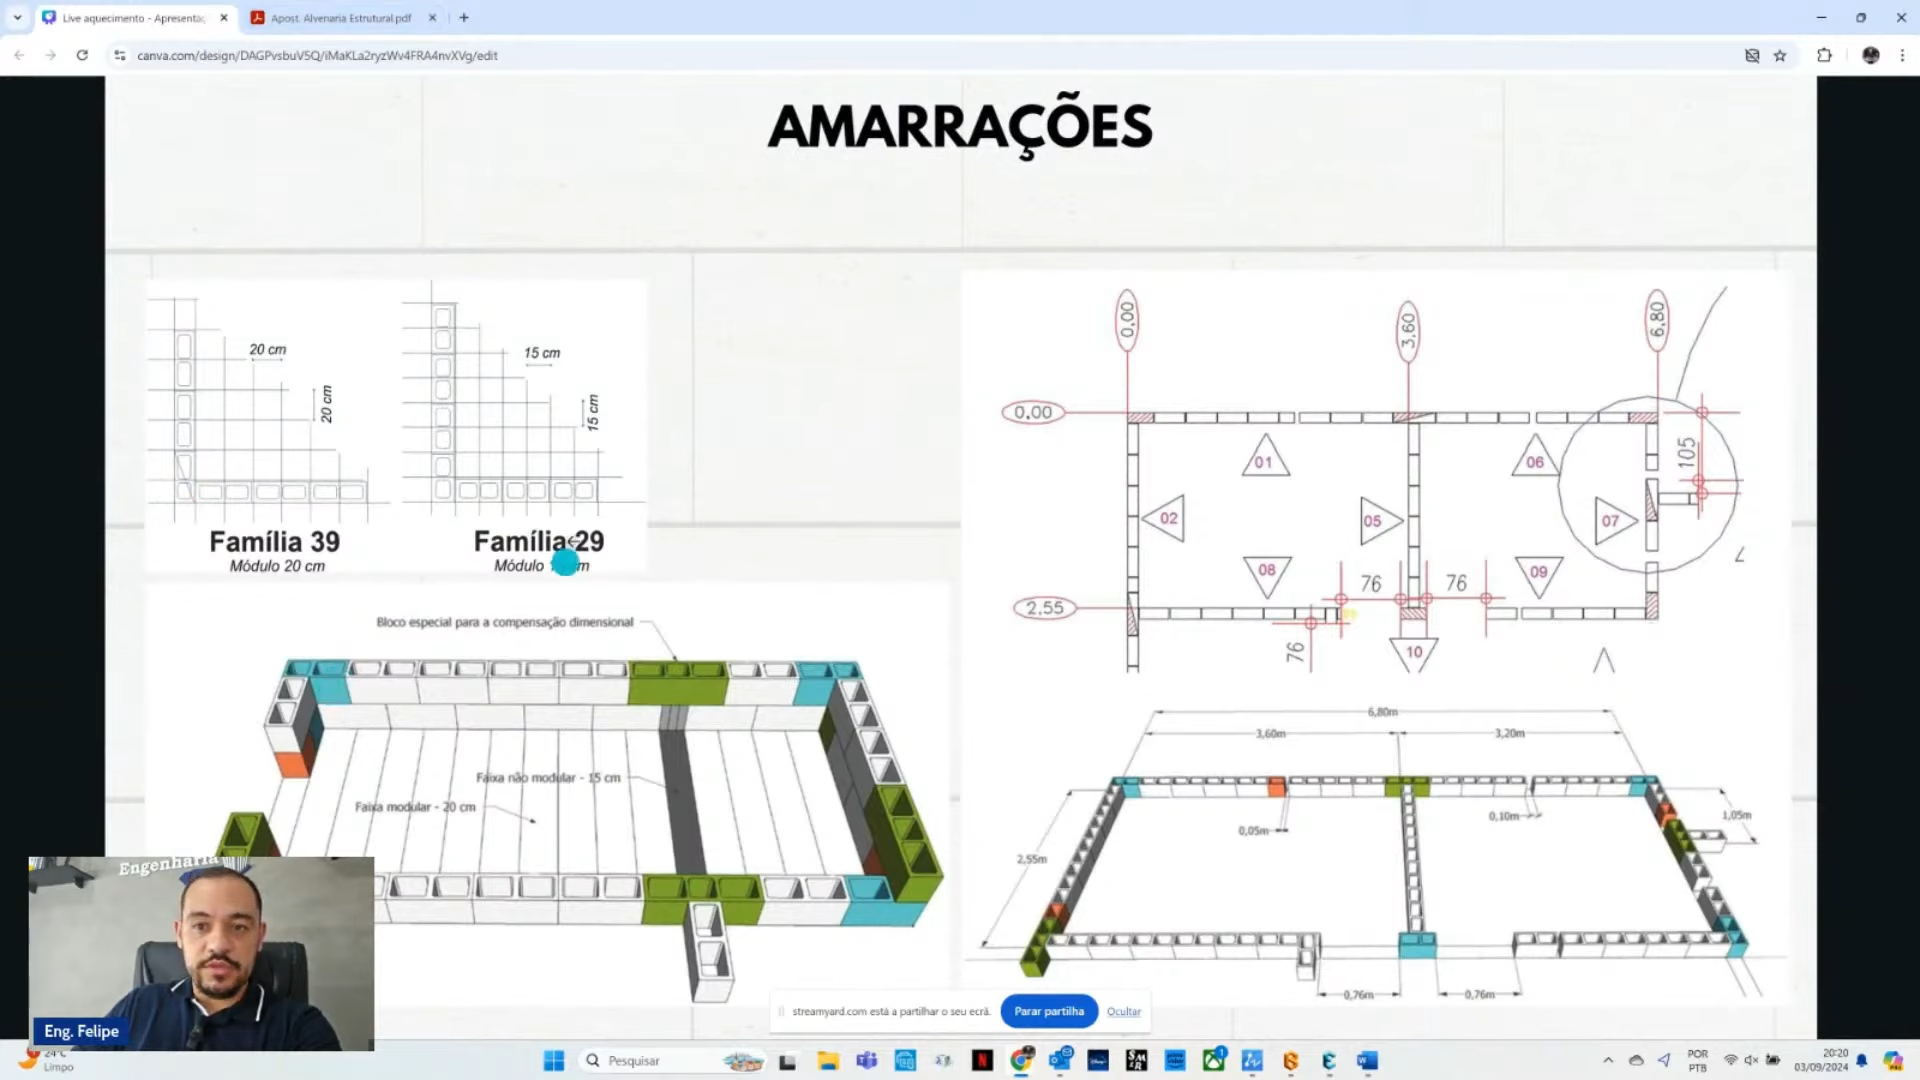 Live aquecimento - Apresentaç
Apost. Alvenaria Estrutural.pdf
canva.com/design/DAGPvsbuV5Q/iMaKLa2ryzWv4FRA4nvXVg/edit
AMARRAÇÕES
20 cm
20 cm
15 cm
15 cm
Família 39
Módulo 20 cm
Família 29
Módulo
0,00
3,60
6,80
0,00
105
01
06
02
05
07
08
09
76
76
2,55
76
10
Bloco especial para a compensação dimensional
Faixa não modular - 15 cm
Faixa modular - 20 cm
6,80m
3,60m
3,20m
0,05m
0,10m
1,05m
2,55m
0,76m
0,76m
Engenharia
Eng. Felipe
streamyard.com está a partilhar o seu ecrã.
Parar partilha
Ocultar
24°C
Limpo
Pesquisar
POR
PTB
20:20
03/09/2024